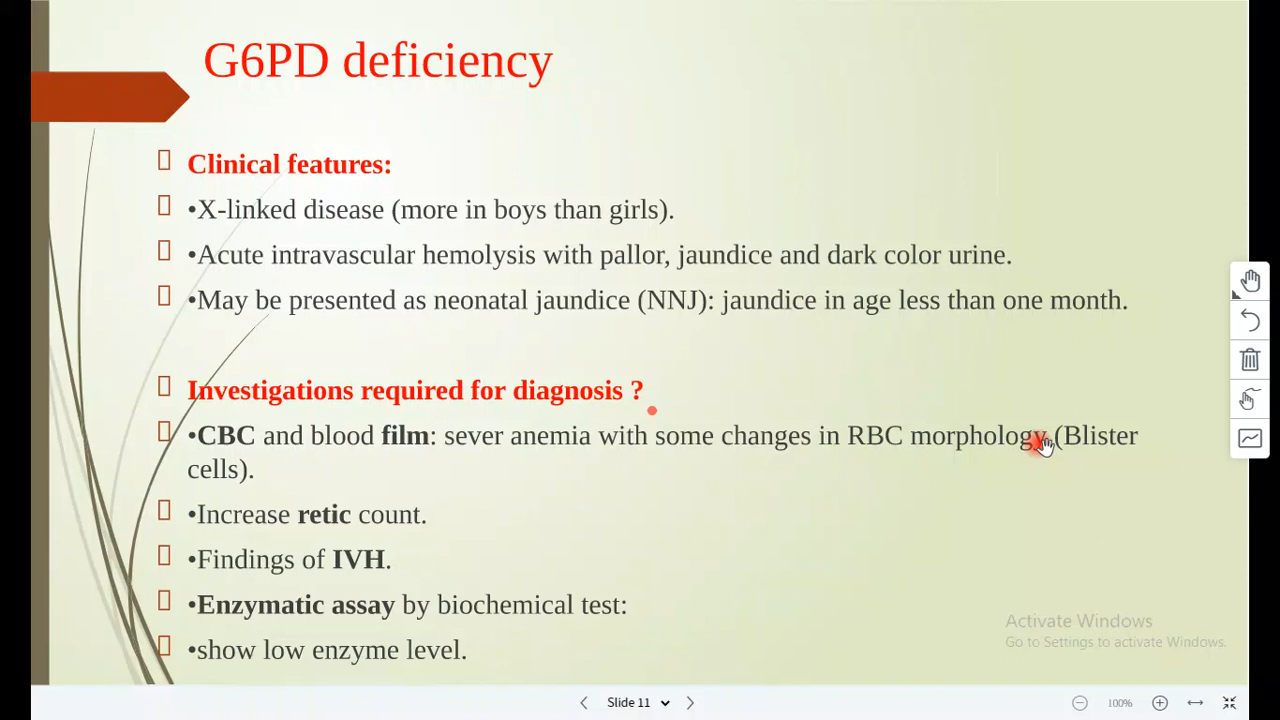 G6PD deficiency
Clinical features:
•X-linked disease (more in boys than girls).
•Acute intravascular hemolysis with pallor, jaundice and dark color urine.
•May be presented as neonatal jaundice (NNJ): jaundice in age less than one month.
Investigations required for diagnosis ?
•CBC and blood film: sever anemia with some changes in RBC morphology (Blister
cells).
•Increase retic count.
•Findings of IVH.
•Enzymatic assay by biochemical test:
•show low enzyme level.
Activate Windows
Go to Settings to activate Windows.
Slide 11
100%